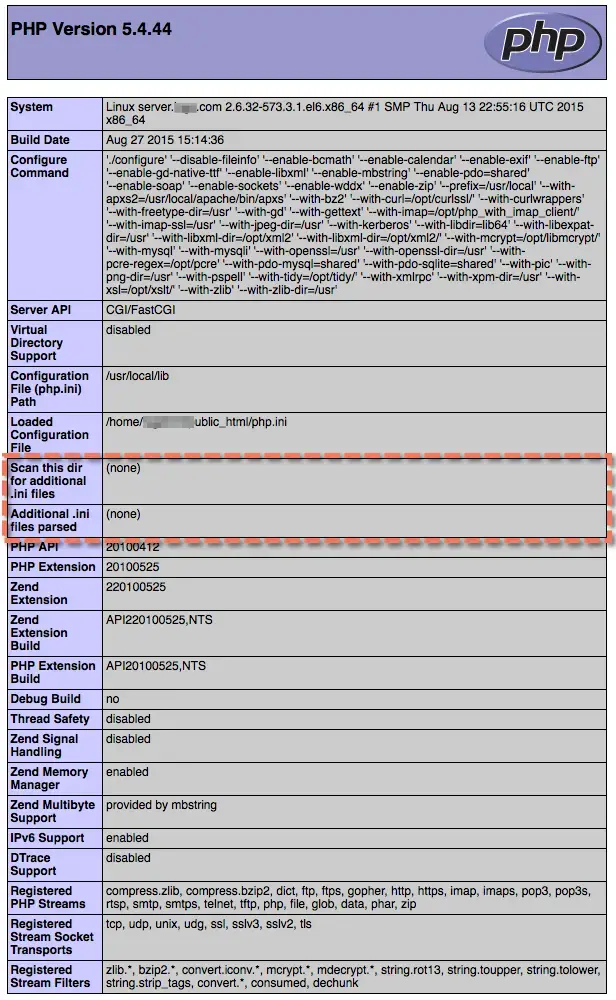 PHP Version 5.4.44
php
System
Linux server. .com 2.6.32-573.3.1.el6.x86_64 #1 SMP Thu Aug 13 22:55:16 UTC 2015
x86_64
Build Date
Aug 27 2015 15:14:36
Configure
Command
'./configure' '--disable-fileinfo' '--enable-bcmath' '--enable-calendar' '--enable-exif' '--enable-ftp'
'--enable-gd-native-ttf' '--enable-libxml' '--enable-mbstring' '--enable-pdo=shared'
'--enable-soap' '--enable-sockets' '--enable-wddx' '--enable-zip' '--prefix=/usr/local' '--with-
apxs2=/usr/local/apache/bin/apxs' '--with-bz2' '--with-curl=/opt/curlssl/' '--with-curlwrappers'
'--with-freetype-dir=/usr' '--with-gd' '--with-gettext' '--with-imap=/opt/php_with_imap_client/'
'--with-imap-ssl=/usr' '--with-jpeg-dir=/usr' '--with-kerberos' '--with-libdir=lib64' '--with-libexpat-
dir=/usr' '--with-libxml-dir=/opt/xml2' '--with-libxml-dir=/opt/xml2/' '--with-mcrypt=/opt/libmcrypt/'
'--with-mysql' '--with-mysqli' '--with-openssl=/usr' '--with-openssl-dir=/usr' '--with-
pcre-regex=/opt/pcre' '--with-pdo-mysql=shared' '--with-pdo-sqlite=shared' '--with-pic' '--with-
png-dir=/usr' '--with-pspell' '--with-tidy=/opt/tidy/' '--with-xmlrpc' '--with-xpm-dir=/usr' '--with-
xsl=/opt/xslt/' '--with-zlib' '--with-zlib-dir=/usr'
Server API
CGI/FastCGI
Virtual
Directory
Support
disabled
Configuration
File (php.ini)
Path
/usr/local/lib
Loaded
Configuration
File
/home/ ublic_html/php.ini
Scan this dir
for additional
.ini files
(none)
Additional .ini
files parsed
(none)
PHP API
20100412
PHP Extension
20100525
Zend
Extension
220100525
Zend
Extension
Build
API220100525,NTS
PHP Extension
Build
API20100525,NTS
Debug Build
no
Thread Safety
disabled
Zend Signal
Handling
disabled
Zend Memory
Manager
enabled
Zend Multibyte
Support
provided by mbstring
IPv6 Support
enabled
DTrace
Support
disabled
Registered
PHP Streams
compress.zlib, compress.bzip2, dict, ftp, ftps, gopher, http, https, imap, imaps, pop3, pop3s,
rtsp, smtp, smtps, telnet, tftp, php, file, glob, data, phar, zip
Registered
Stream Socket
Transports
tcp, udp, unix, udg, ssl, sslv3, sslv2, tls
Registered
Stream Filters
zlib.*, bzip2.*, convert.iconv.*, mcrypt.*, mdecrypt.*, string.rot13, string.toupper, string.tolower,
string.strip_tags, convert.*, consumed, dechunk